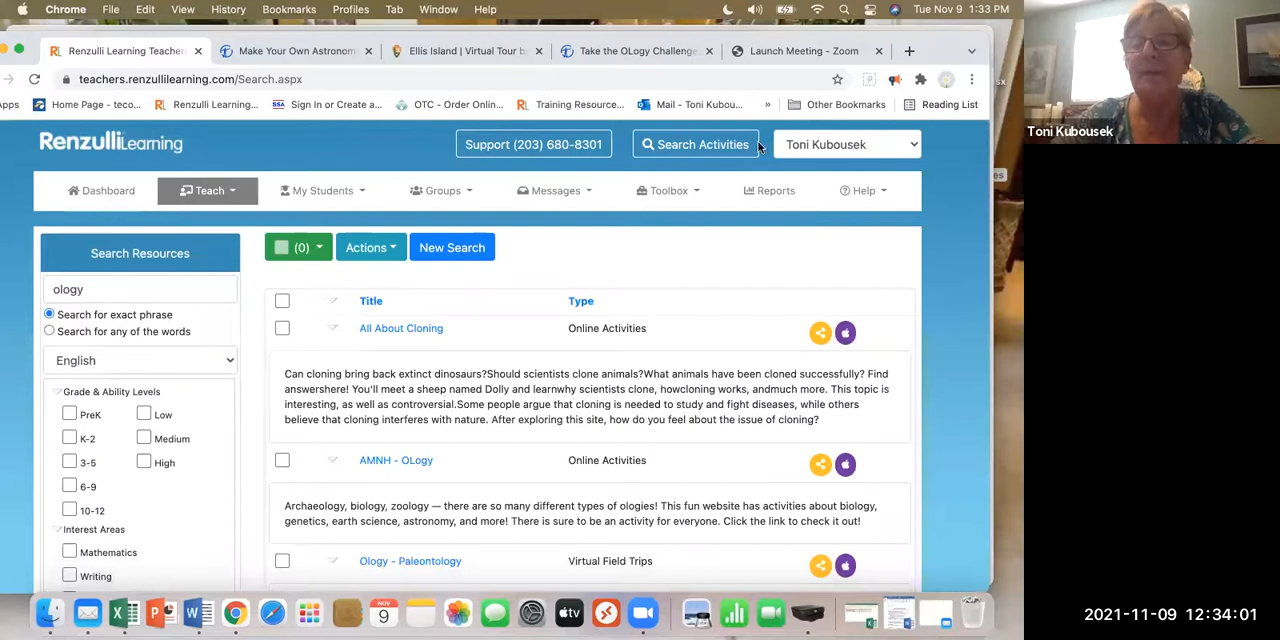 Chrome File Edit View History Bookmarks Profiles Tab Window Help Tue Nov 9 1:33 PM
Renzulli Learning Teacher Make Your Own Astronom Ellis Island | Virtual Tour b Take the OLogy Challenge Launch Meeting - Zoom
teachers.renzullilearning.com/Search.aspx
Apps Home Page - teco... Renzulli Learning... SSA Sign In or Create a... OTC - Order Onlin... Training Resource... Mail - Toni Kubou... » Other Bookmarks Reading List
Toni Kubousek
RenzulliLearning Support (203) 680-8301 Search Activities Toni Kubousek
Dashboard Teach My Students Groups Messages Toolbox Reports Help
Search Resources
(0) Actions New Search
ology
Search for exact phrase
Search for any of the words
English
Grade & Ability Levels
PreK Low
K-2 Medium
3-5 High
6-9
10-12
Interest Areas
Mathematics
Writing
Title Type
All About Cloning Online Activities
Can cloning bring back extinct dinosaurs?Should scientists clone animals?What animals have been cloned successfully? Find
answershere! You'll meet a sheep named Dolly and learnwhy scientists clone, howcloning works, andmuch more. This topic is
interesting, as well as controversial.Some people argue that cloning is needed to study and fight diseases, while others
believe that cloning interferes with nature. After exploring this site, how do you feel about the issue of cloning?
AMNH - OLogy Online Activities
Archaeology, biology, zoology — there are so many different types of ologies! This fun website has activities about biology,
genetics, earth science, astronomy, and more! There is sure to be an activity for everyone. Click the link to check it out!
Ology - Paleontology Virtual Field Trips
NOV
9
tv
2021-11-09 12:34:01